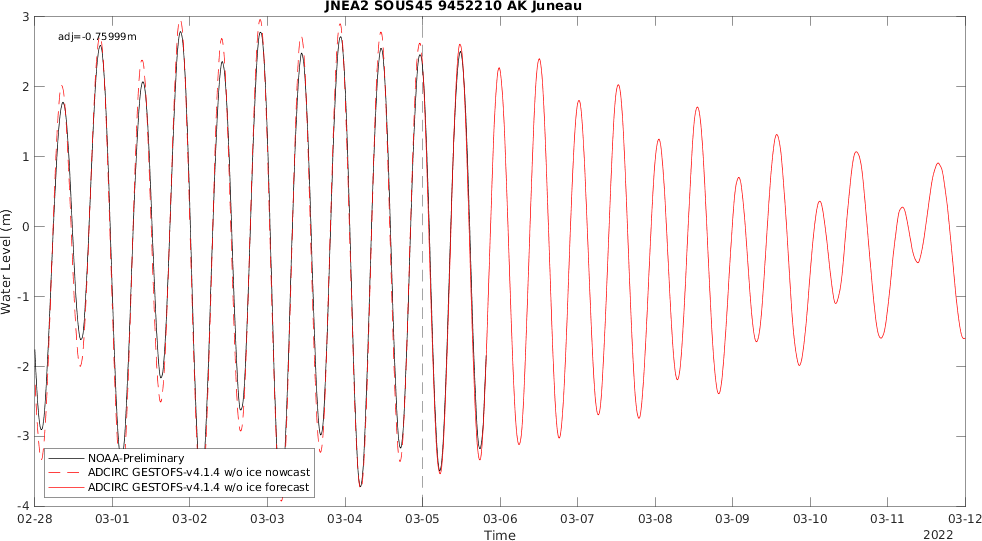 JNEA2 SOUS45 9452210 AK Juneau
adj=-0.75999m
3
2
1
0
-1
-2
-3
-4
Water Level (m)
NOAA-Preliminary
ADCIRC GESTOFS-v4.1.4 w/o ice nowcast
ADCIRC GESTOFS-v4.1.4 w/o ice forecast
02-28 03-01 03-02 03-03 03-04 03-05 03-06 03-07 03-08 03-09 03-10 03-11 03-12
Time
2022